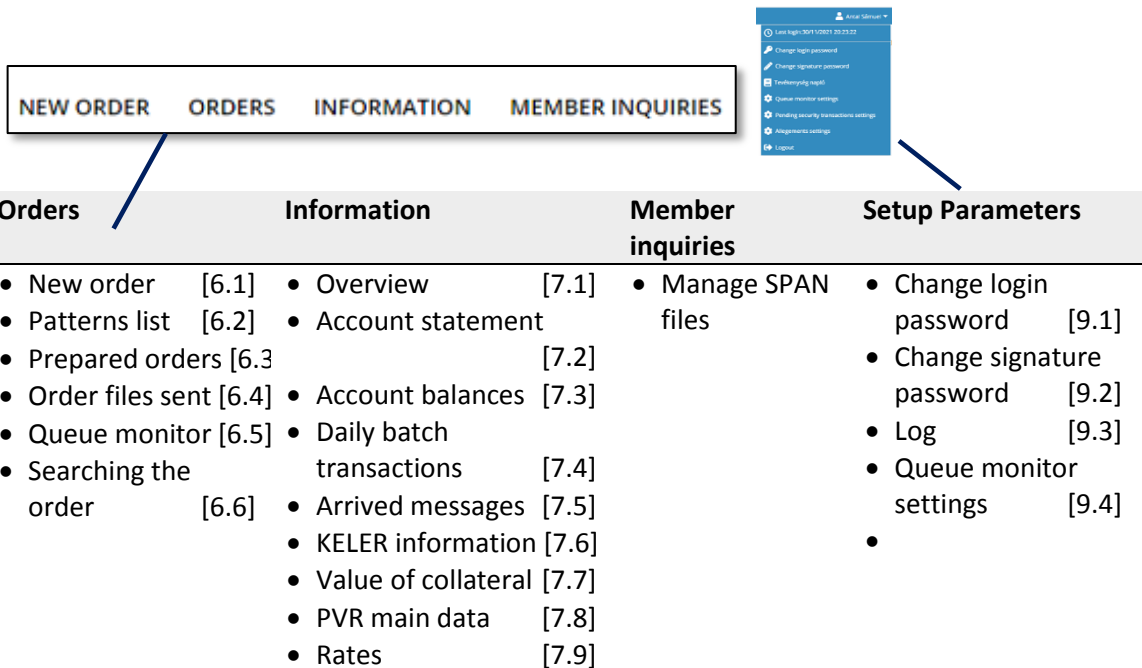 Antal Sámuel
Last login:30/11/2021 20:23:22
Change login password
Change signature password
Tevékenység napló
Queue monitor settings
Pending security transactions settings
Allegements settings
Logout
NEW ORDER ORDERS INFORMATION MEMBER INQUIRIES
Orders Information Member Setup Parameters
inquiries
• New order [6.1] • Overview [7.1] • Manage SPAN • Change login
• Patterns list [6.2] • Account statement files password [9.1]
• Prepared orders [6.3 [7.2] • Change signature
• Order files sent [6.4] • Account balances [7.3] password [9.2]
• Queue monitor [6.5] • Daily batch • Log [9.3]
• Searching the transactions [7.4] • Queue monitor
order [6.6] • Arrived messages [7.5] settings [9.4]
• KELER information [7.6] •
• Value of collateral [7.7]
• PVR main data [7.8]
• Rates [7.9]